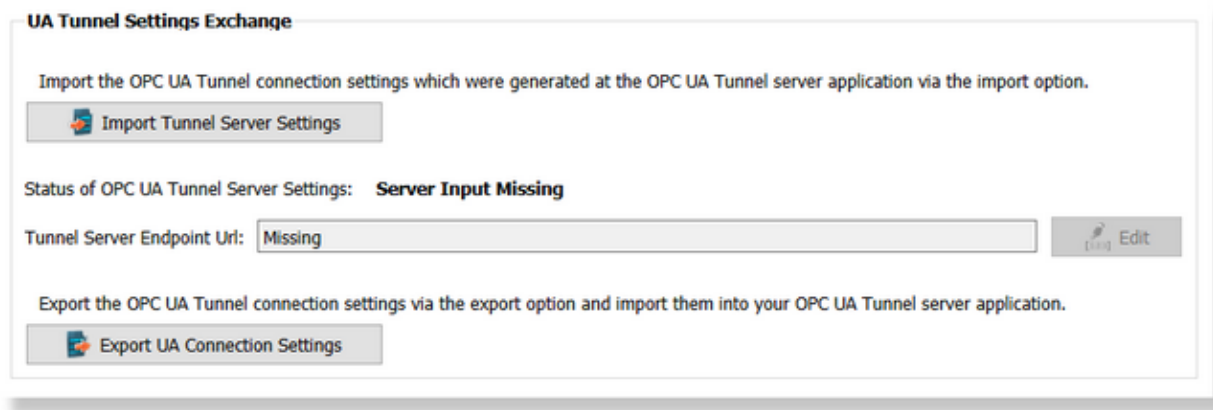 UA Tunnel Settings Exchange
Import the OPC UA Tunnel connection settings which were generated at the OPC UA Tunnel server application via the import option.
Import Tunnel Server Settings
Status of OPC UA Tunnel Server Settings: Server Input Missing
Tunnel Server Endpoint Url: Missing Edit
Export the OPC UA Tunnel connection settings via the export option and import them into your OPC UA Tunnel server application.
Export UA Connection Settings